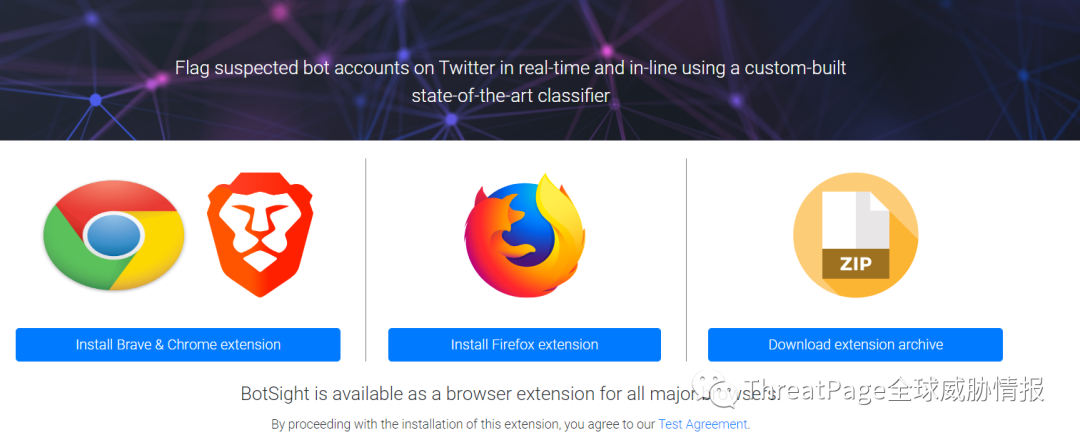 Flag suspected bot accounts on Twitter in real-time and in-line using a custom-built
state-of-the-art classifier
ZIP
Install Brave & Chrome extension
Install Firefox extension
Download extension archive
BotSight is available as a browser extension for all major browsers.
ThreatPage全球威胁情报
By proceeding with the installation of this extension, you agree to our Test Agreement.